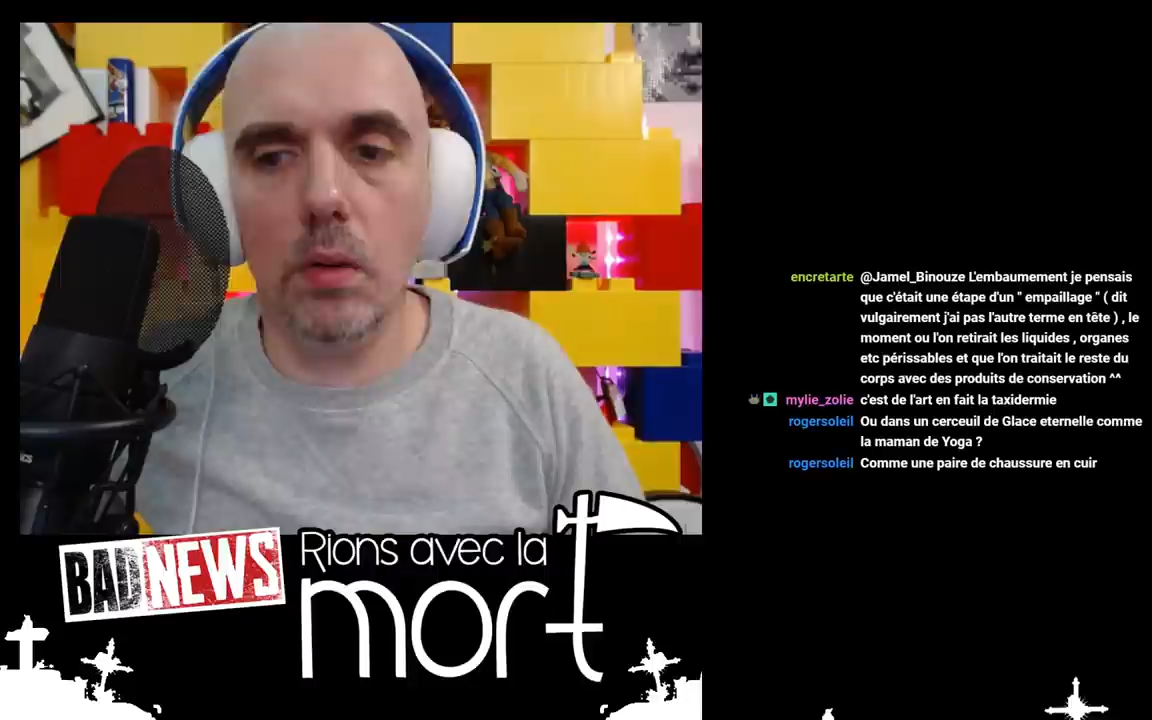 encretarte @Jamel_Binouze L'embaumement je pensais
que c'était une étape d'un " empaillage " ( dit
vulgairement j'ai pas l'autre terme en tête ) , le
moment ou l'on retirait les liquides , organes
etc périssables et que l'on traitait le reste du
corps avec des produits de conservation ^^
mylie_zolie c'est de l'art en fait la taxidermie
rogersoleil Ou dans un cerceuil de Glace eternelle comme
la maman de Yoga ?
rogersoleil Comme une paire de chaussure en cuir
BAD NEWS
Rions avec la
mort